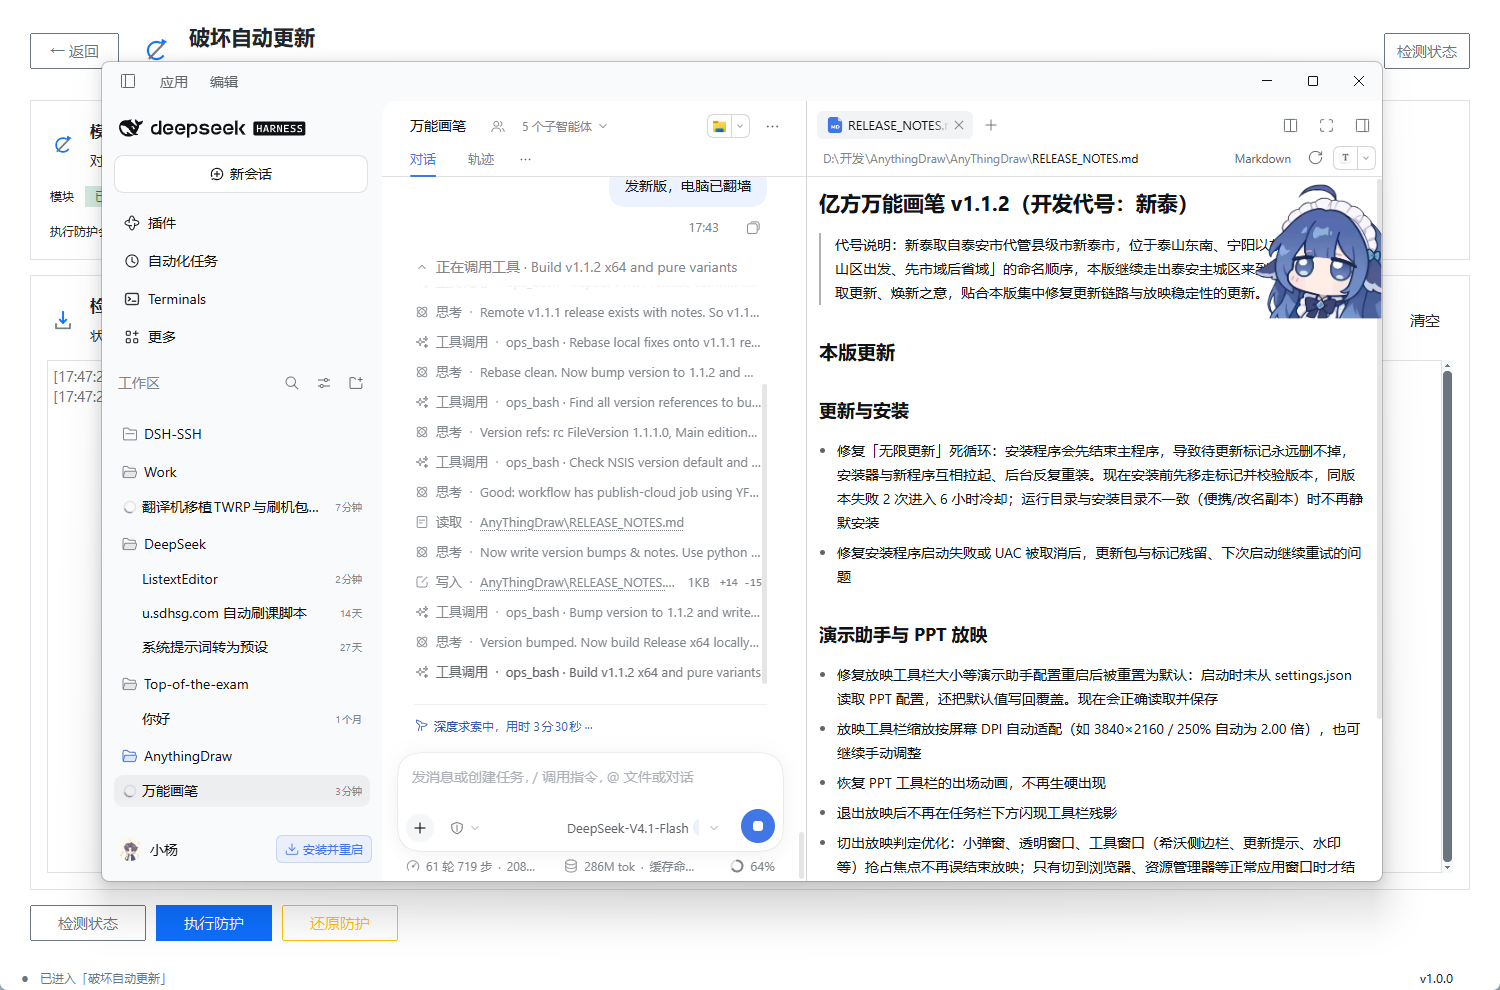 ← 返回
破坏自动更新
检测状态
应用
编辑
deepseek HARNESS
新会话
插件
自动化任务
Terminals
更多
工作区
DSH-SSH
Work
翻译机移植TWRP与刷机包... 7分钟
DeepSeek
ListextEditor 2分钟
u.sdhsg.com 自动刷课脚本 14天
系统提示词转为预设 27天
Top-of-the-exam
你好 1个月
AnythingDraw
万能画笔 3分钟
小杨
安装并重启
模块
执行防护
[17:47:2
[17:47:2
万能画笔
5 个子智能体
对话
轨迹
发新版，电脑已翻墙
17:43
正在调用工具 · Build v1.1.2 x64 and pure variants
思考 · Remote v1.1.1 release exists with notes. So v1.1...
工具调用 · ops_bash · Rebase local fixes onto v1.1.1 re...
思考 · Rebase clean. Now bump version to 1.1.2 and ...
工具调用 · ops_bash · Find all version references to bu...
思考 · Version refs: rc FileVersion 1.1.1.0, Main edition...
工具调用 · ops_bash · Check NSIS version default and ...
思考 · Good: workflow has publish-cloud job using YF...
读取 · AnyThingDraw\RELEASE_NOTES.md
思考 · Now write version bumps & notes. Use python ...
写入 · AnyThingDraw\RELEASE_NOTES.... 1KB +14 -15
工具调用 · ops_bash · Bump version to 1.1.2 and write...
思考 · Version bumped. Now build Release x64 locally...
工具调用 · ops_bash · Build v1.1.2 x64 and pure variants
深度求索中，用时 3分30秒 ...
发消息或创建任务, / 调用指令, @ 文件或对话
DeepSeek-V4.1-Flash
61 轮 719 步 · 208...
286M tok · 缓存命...
64%
RELEASE_NOTES.
D:\开发\AnythingDraw\AnyThingDraw\RELEASE_NOTES.md
Markdown
亿方万能画笔 v1.1.2（开发代号：新泰）
代号说明：新泰取自泰安市代管县级市新泰市，位于泰山东南、宁阳以
山区出发、先市域后省域」的命名顺序，本版继续走出泰安主城区来
取更新、焕新之意，贴合本版集中修复更新链路与放映稳定性的更新。
本版更新
更新与安装
修复「无限更新」死循环：安装程序会先结束主程序，导致待更新标记永远删不掉，
安装器与新程序互相拉起、后台反复重装。现在安装前先移走标记并校验版本，同版
本失败 2 次进入 6 小时冷却；运行目录与安装目录不一致（便携/改名副本）时不再静
默安装
修复安装程序启动失败或 UAC 被取消后，更新包与标记残留、下次启动继续重试的问
题
演示助手与 PPT 放映
修复放映工具栏大小等演示助手配置重启后被重置为默认：启动时未从 settings.json
读取 PPT 配置，还把默认值写回覆盖。现在会正确读取并保存
放映工具栏缩放按屏幕 DPI 自动适配（如 3840×2160 / 250% 自动为 2.00 倍），也可
继续手动调整
恢复 PPT 工具栏的出场动画，不再生硬出现
退出放映后不再在任务栏下方闪现工具栏残影
切出放映判定优化：小弹窗、透明窗口、工具窗口（希沃侧边栏、更新提示、水印
等）抢占焦点不再误结束放映；只有切到浏览器、资源管理器等正常应用窗口时才结
清空
检测状态
执行防护
还原防护
已进入「破坏自动更新」
v1.0.0